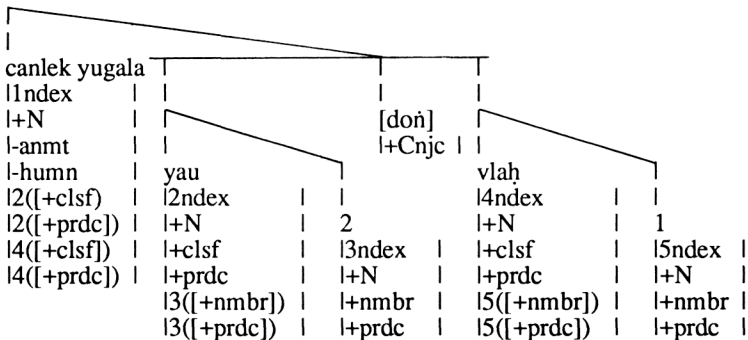 canlek yugala
|1ndex |
|+N | [doṅ]
|-anmt | |+Cnjc |
|-humn | yau vlaḥ
|2([+clsf) | |2ndex | |4ndex |
|2([+prdc]) | |+N | 2 |+N | 1
|4([+clsf]) | |+clsf | |3ndex | |+clsf | |5ndex |
|4([+prdc]) | |+prdc | |+N | |+prdc | |+N |
|3([+nmbr]) | |+nmbr | |5([+nmbr]) | |+nmbr |
|3([+prdc]) | |+prdc | |5([+prdc]) | |+prdc |